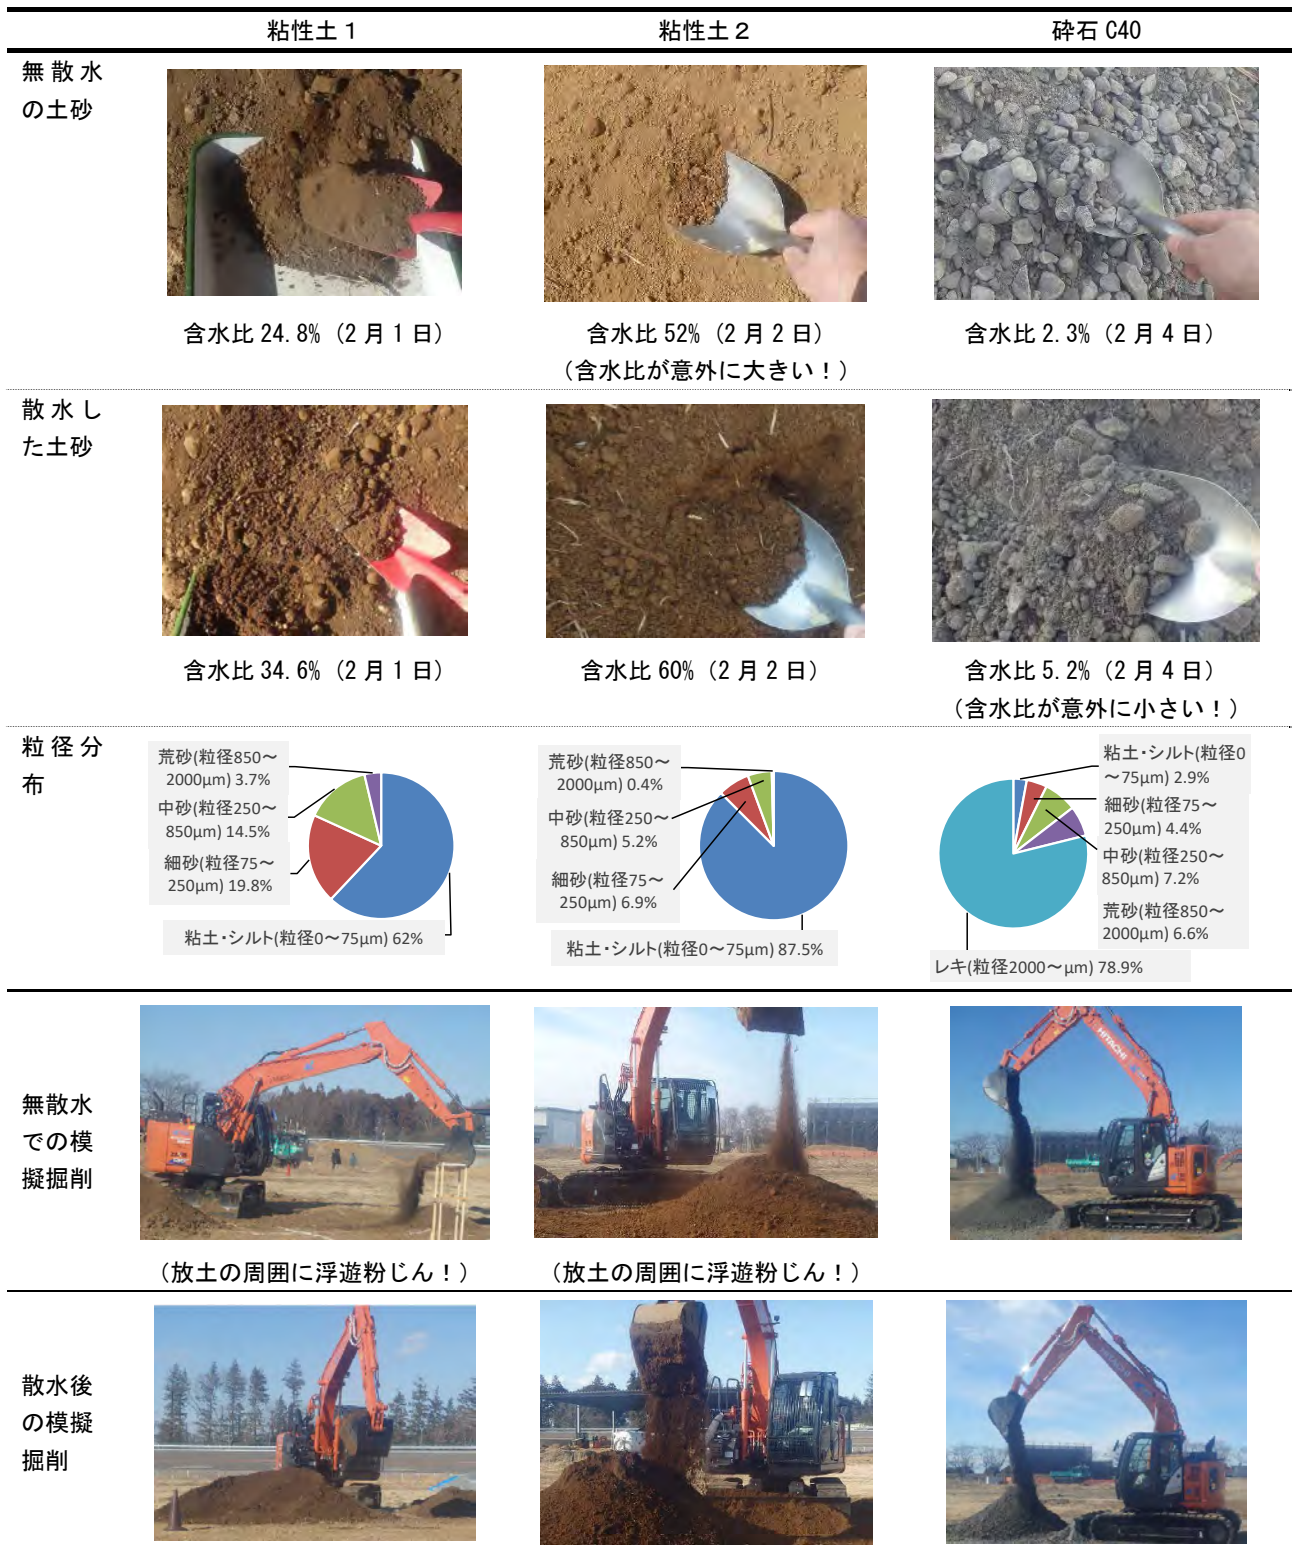 粘性土１
粘性土２
砕石 C40
無散水
の土砂
含水比 24.8%（2 月 1 日）
含水比 52%（2 月 2 日）
（含水比が意外に大きい！）
含水比 2.3%（2 月 4 日）
散水し
た土砂
含水比 34.6%（2 月 1 日）
含水比 60%（2 月 2 日）
含水比 5.2%（2 月 4 日）
（含水比が意外に小さい！）
粒径分
布
荒砂(粒径850～
2000μm) 3.7%
中砂(粒径250～
850μm) 14.5%
細砂(粒径75～
250μm) 19.8%
粘土・シルト(粒径0～75μm) 62%
荒砂(粒径850～
2000μm) 0.4%
中砂(粒径250～
850μm) 5.2%
細砂(粒径75～
250μm) 6.9%
粘土・シルト(粒径0～75μm) 87.5%
粘土・シルト(粒径0
～75μm) 2.9%
細砂(粒径75～
250μm) 4.4%
中砂(粒径250～
850μm) 7.2%
荒砂(粒径850～
2000μm) 6.6%
レキ(粒径2000～μm) 78.9%
無散水
での模
擬掘削
HITACHI
（放土の周囲に浮遊粉じん！）
（放土の周囲に浮遊粉じん！）
散水後
の模擬
掘削